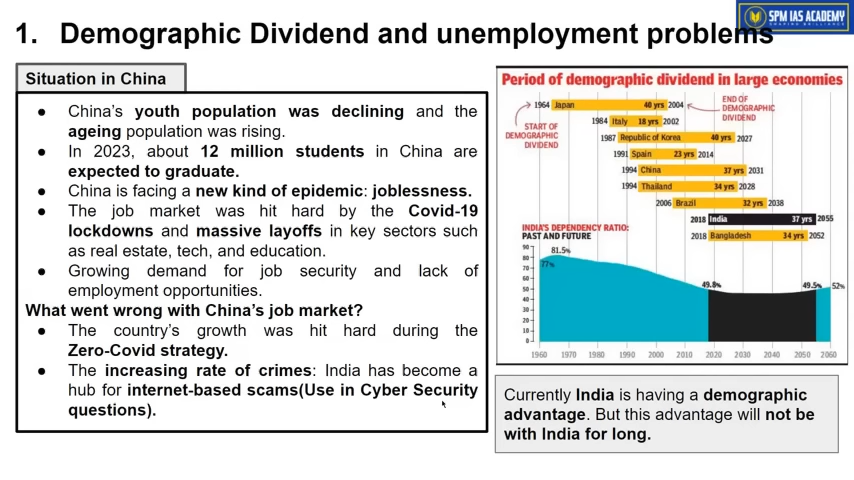 SPM IAS ACADEMY
SHAPING BRILLIANCE
1. Demographic Dividend and unemployment problems
Situation in China
● China's youth population was declining and the
ageing population was rising.
● In 2023, about 12 million students in China are
expected to graduate.
● China is facing a new kind of epidemic: joblessness.
● The job market was hit hard by the Covid-19
lockdowns and massive layoffs in key sectors such
as real estate, tech, and education.
● Growing demand for job security and lack of
employment opportunities.
What went wrong with China's job market?
● The country's growth was hit hard during the
Zero-Covid strategy.
● The increasing rate of crimes: India has become a
hub for internet-based scams(Use in Cyber Security
questions).
Period of demographic dividend in large economies
1964 Japan 40 yrs 2004
END OF
DEMOGRAPHIC
DIVIDEND
START OF
DEMOGRAPHIC
DIVIDEND
1984 Italy 18 yrs 2002
1987 Republic of Korea 40 yrs 2027
1991 Spain 23 yrs 2014
1994 China 37 yrs 2031
1994 Thailand 34 yrs 2028
2006 Brazil 32 yrs 2038
2018 India 37 yrs 2055
2018 Bangladesh 34 yrs 2052
INDIA'S DEPENDENCY RATIO:
PAST AND FUTURE
90
80
70
60
50
40
30
20
10
0
77%
81.5%
49.8%
49.5%
52%
1960 1970 1980 1990 2000 2010 2020 2030 2040 2050 2060
Currently India is having a demographic
advantage. But this advantage will not be
with India for long.